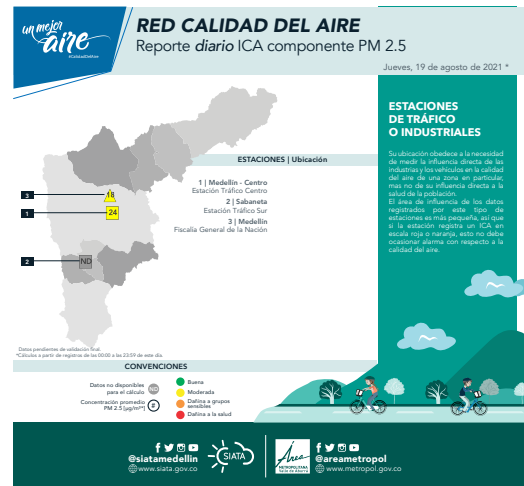 un mejor
aire
#CalidadDelAire
RED CALIDAD DEL AIRE
Reporte diario ICA componente PM 2.5
Jueves, 19 de agosto de 2021 *
ESTACIONES
DE TRÁFICO
O INDUSTRIALES
Su ubicación obedece a la necesidad
de medir la influencia directa de las
industrias y los vehículos en la calidad
del aire de una zona en particular,
mas no de su influencia directa a la
salud de la población.
El área de influencia de los datos
registrados por este tipo de
estaciones es más pequeña, así que
si la estación registra un ICA en
escala roja o naranja, esto no debe
ocasionar alarma con respecto a la
calidad del aire.
ESTACIONES | Ubicación
1 | Medellín - Centro
Estación Tráfico Centro
2 | Sabaneta
Estación Tráfico Sur
3 | Medellín
Fiscalía General de la Nación
3
18
1
24
2
ND
Datos pendientes de validación final.
*Cálculos a partir de registros de las 00:00 a las 23:59 de este día.
CONVENCIONES
Datos no disponibles
para el cálculo
ND
Concentración promedio
PM 2.5 [µg/m³*]
#
Buena
Moderada
Dañina a grupos
sensibles
Dañina a la salud
@siatamedellin
www.siata.gov.co
SIATA
Área
METROPOLITANA
Valle de Aburrá
@areametropol
www.metropol.gov.co